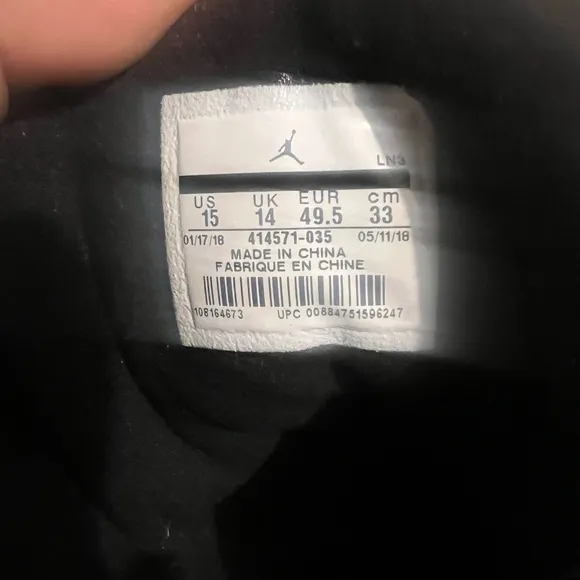 LN3
US UK EUR cm
15 14 49.5 33
01/17/18 414571-035 05/11/18
MADE IN CHINA
FABRIQUE EN CHINE
108164673 UPC 00884751596247